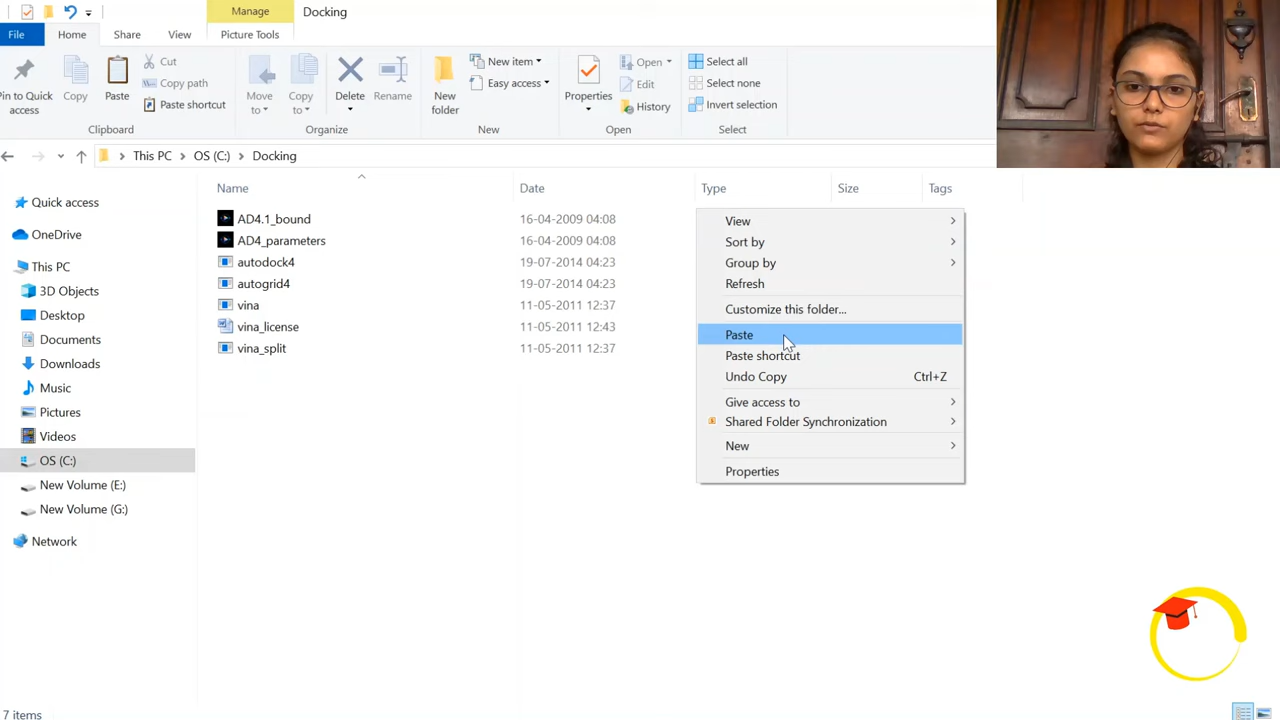 Manage
Docking
File
Home
Share
View
Picture Tools
Pin to Quick
access
Copy
Paste
Cut
Copy path
Paste shortcut
Clipboard
Move
to
Copy
to
Delete
Rename
Organize
New
folder
New item
Easy access
New
Properties
Open
Edit
History
Open
Select all
Select none
Invert selection
Select
This PC
OS (C:)
Docking
Name
Date
Type
Size
Tags
Quick access
OneDrive
This PC
3D Objects
Desktop
Documents
Downloads
Music
Pictures
Videos
OS (C:)
New Volume (E:)
New Volume (G:)
Network
AD4.1_bound 16-04-2009 04:08
AD4_parameters 16-04-2009 04:08
autodock4 19-07-2014 04:23
autogrid4 19-07-2014 04:23
vina 11-05-2011 12:37
vina_license 11-05-2011 12:43
vina_split 11-05-2011 12:37
View
Sort by
Group by
Refresh
Customize this folder...
Paste
Paste shortcut
Undo Copy Ctrl+Z
Give access to
Shared Folder Synchronization
New
Properties
7 items